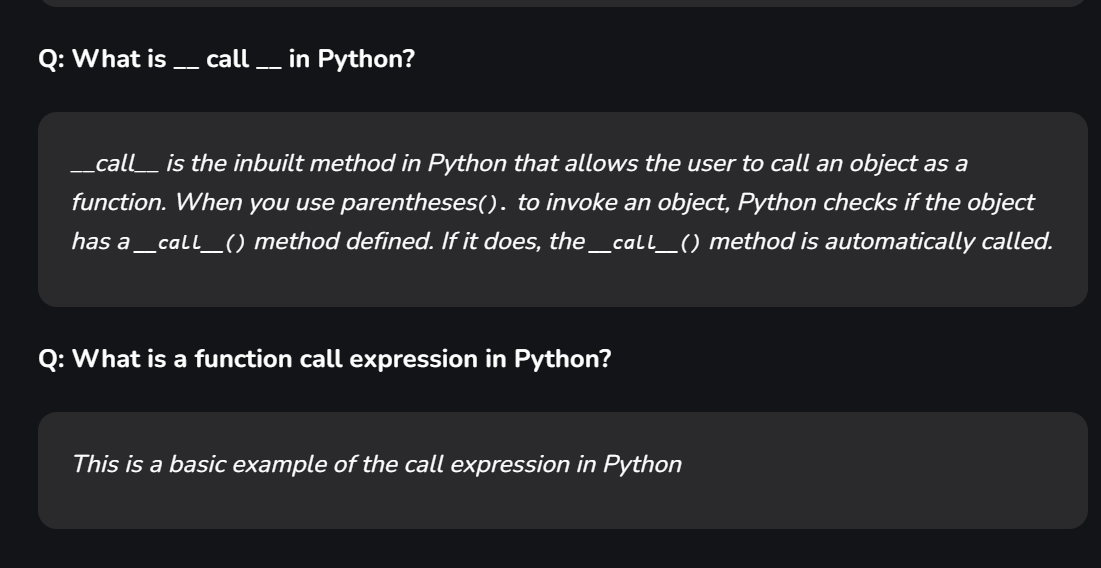 Q: What is __ call __ in Python?
__call__ is the inbuilt method in Python that allows the user to call an object as a
function. When you use parentheses(). to invoke an object, Python checks if the object
has a __call__() method defined. If it does, the __call__() method is automatically called.
Q: What is a function call expression in Python?
This is a basic example of the call expression in Python